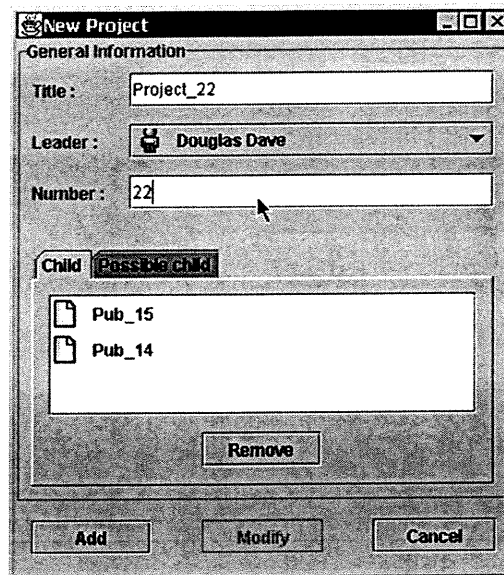 New Project
General Information
Title :
Project_22
Leader :
Douglas Dave
Number :
22
Child
Possible child
Pub_15
Pub_14
Remove
Add
Modify
Cancel